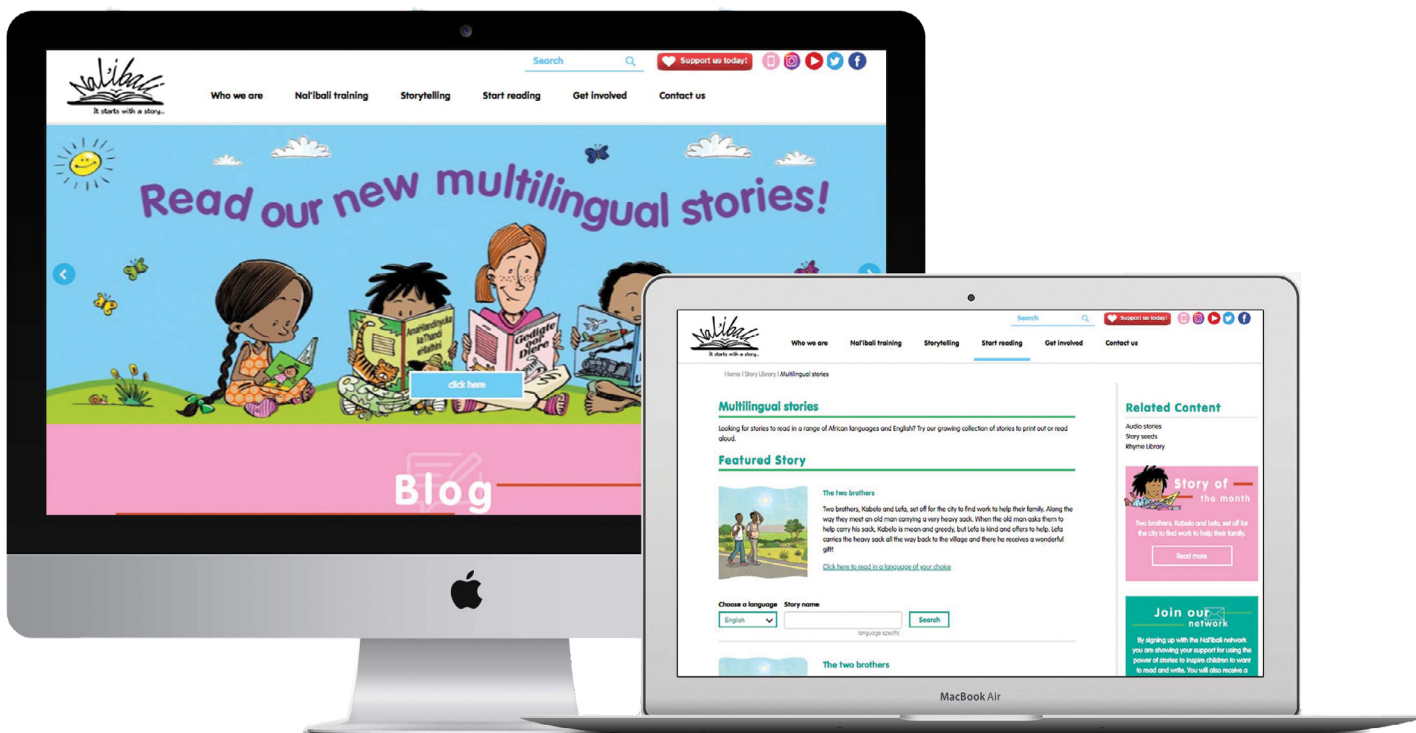 Nal'ibali
It starts with a story...
Search
Support us today!
Who we are
Nal'ibali training
Storytelling
Start reading
Get involved
Contact us
Read our new multilingual stories!
Gedigte
oor
Diere
click here
Blog
Nal'ibali
It starts with a story...
Search
Support us today!
Who we are
Nal'ibali training
Storytelling
Start reading
Get involved
Contact us
Home I Story Library I Multilingual stories
Multilingual stories
Looking for stories to read in a range of African languages and English? Try our growing collection of stories to print out or read
aloud.
Featured Story
The two brothers
Two brothers, Kabelo and Lefa, set off for the city to find work to help their family. Along the
way they meet an old man carrying a very heavy sack. When the old man asks them to
help carry his sack, Kabelo is mean and greedy, but Lefa is kind and offers to help. Lefa
carries the heavy sack all the way back to the village and there he receives a wonderful
gift!
Click here to read in a language of your choice
Choose a language
Story name
English
Search
language specific
The two brothers
Related Content
Audio stories
Story seeds
Rhyme Library
Story of
the month
Two brothers, Kabelo and Lefa, set off for
the city to find work to help their family.
Read more
Join our
network
By signing up with the Nal'ibali network
you are showing your support for using the
power of stories to inspire children to want
to read and write. You will also receive a
MacBook Air